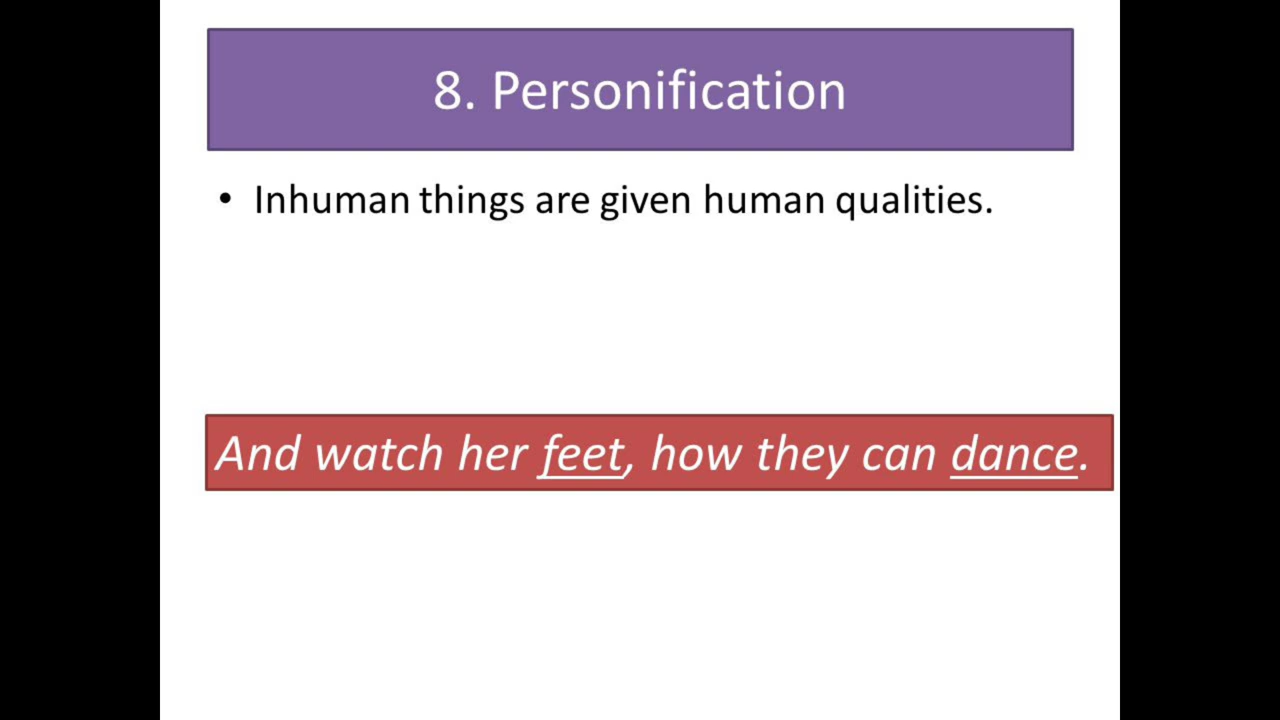 8. Personification
• Inhuman things are given human qualities.
And watch her feet, how they can dance.